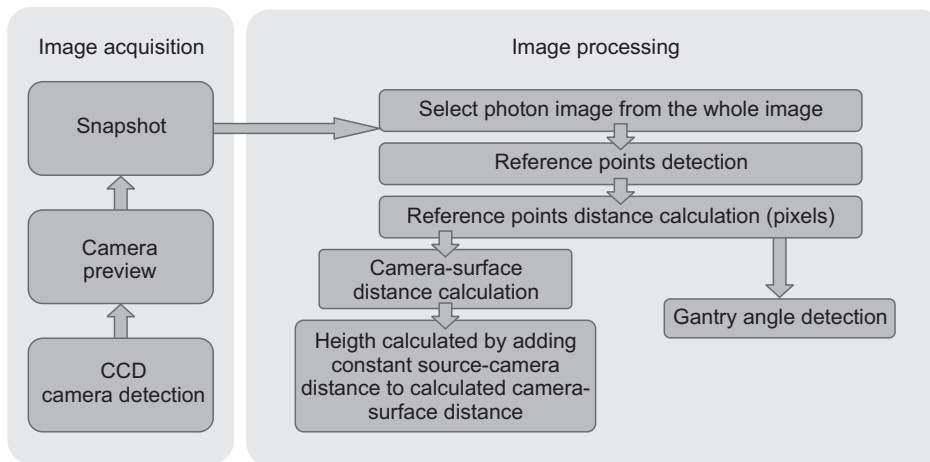 Image acquisition
Snapshot
Camera
preview
CCD
camera detection
Image processing
Select photon image from the whole image
Reference points detection
Reference points distance calculation (pixels)
Camera-surface
distance calculation
Heigth calculated by adding
constant source-camera
distance to calculated camera-
surface distance
Gantry angle detection